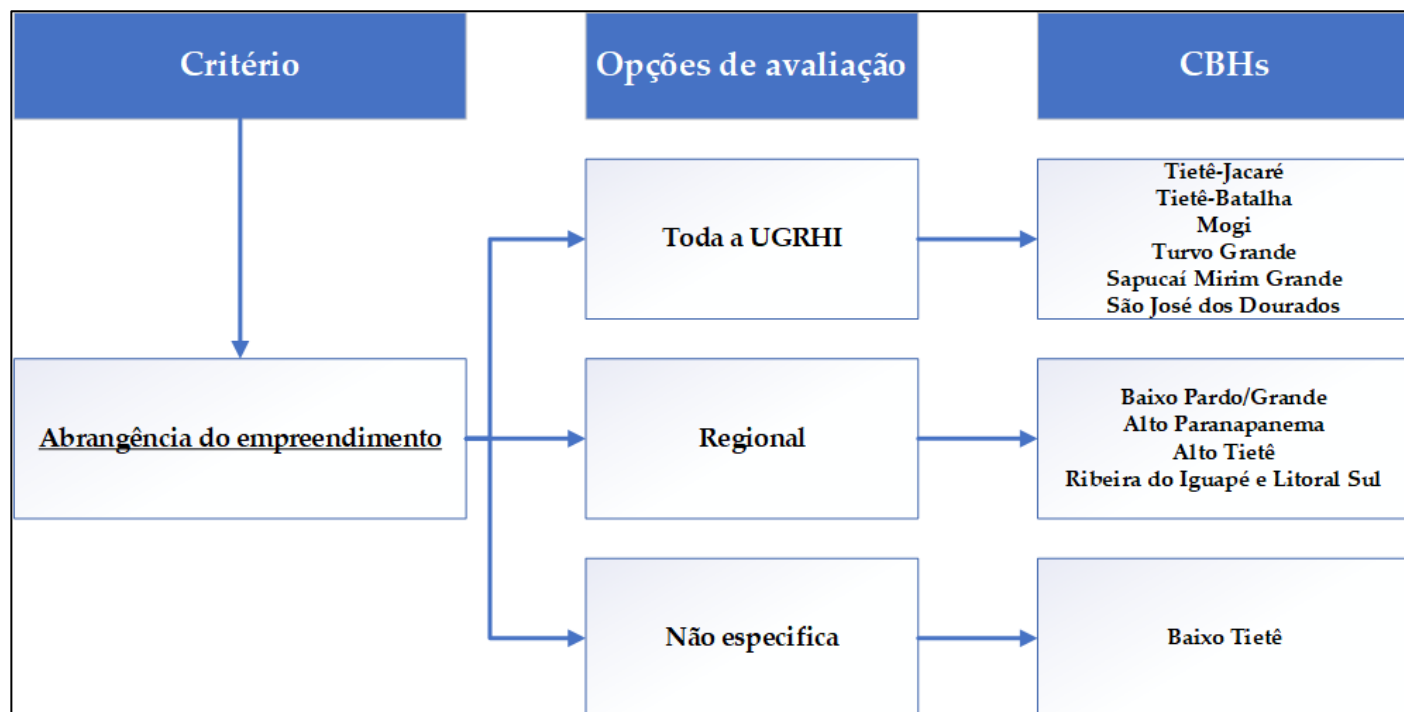 Critério
Opções de avaliação
CBHs
Toda a UGRHI
Tietê-Jacaré
Tietê-Batalha
Mogi
Turvo Grande
Sapucaí Mirim Grande
São José dos Dourados
Abrangência do empreendimento
Regional
Baixo Pardo/Grande
Alto Paranapanema
Alto Tietê
Ribeira do Iguapé e Litoral Sul
Não especifica
Baixo Tietê